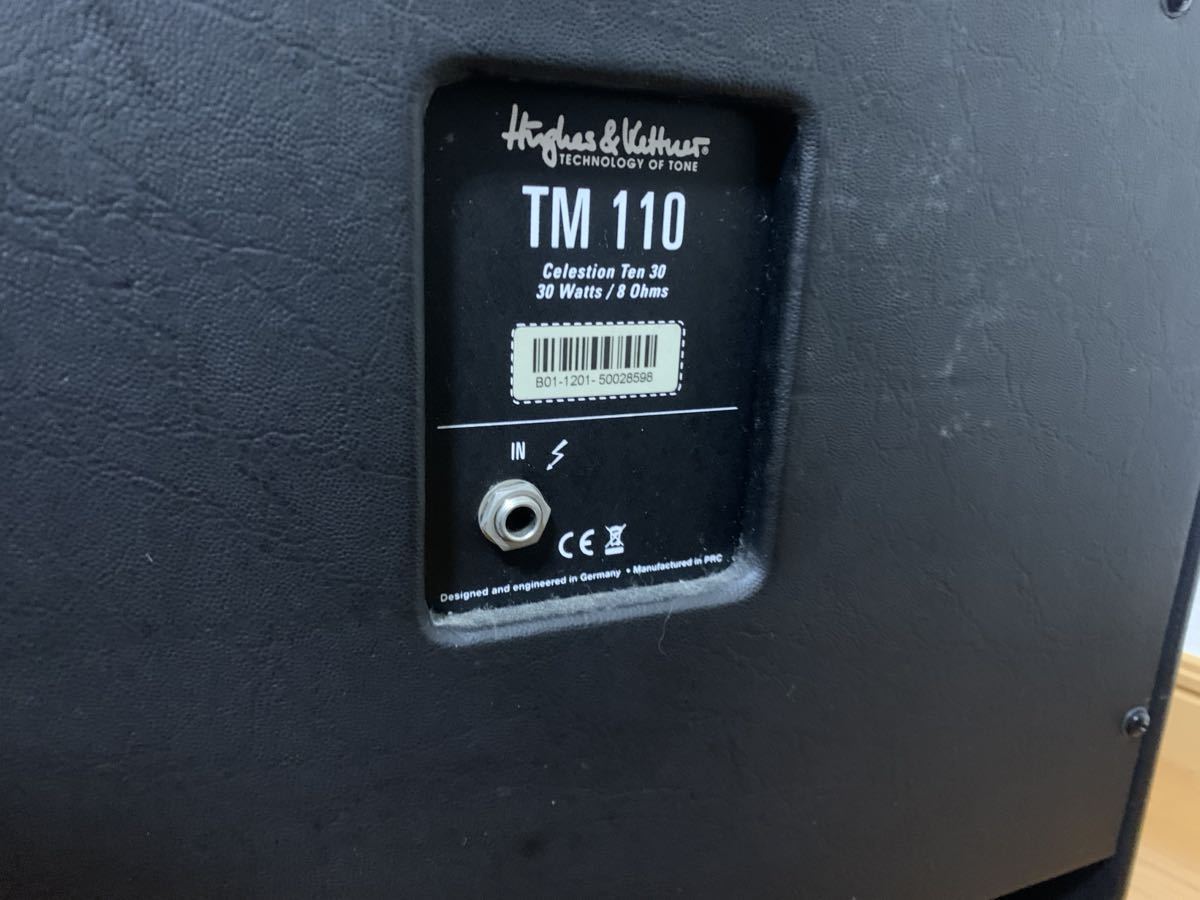 Hughes & Kettner®
TECHNOLOGY OF TONE
TM 110
Celestion Ten 30
30 Watts / 8 Ohms
B01-1201- 50028598
IN
CE
Designed and engineered in Germany • Manufactured in PRC